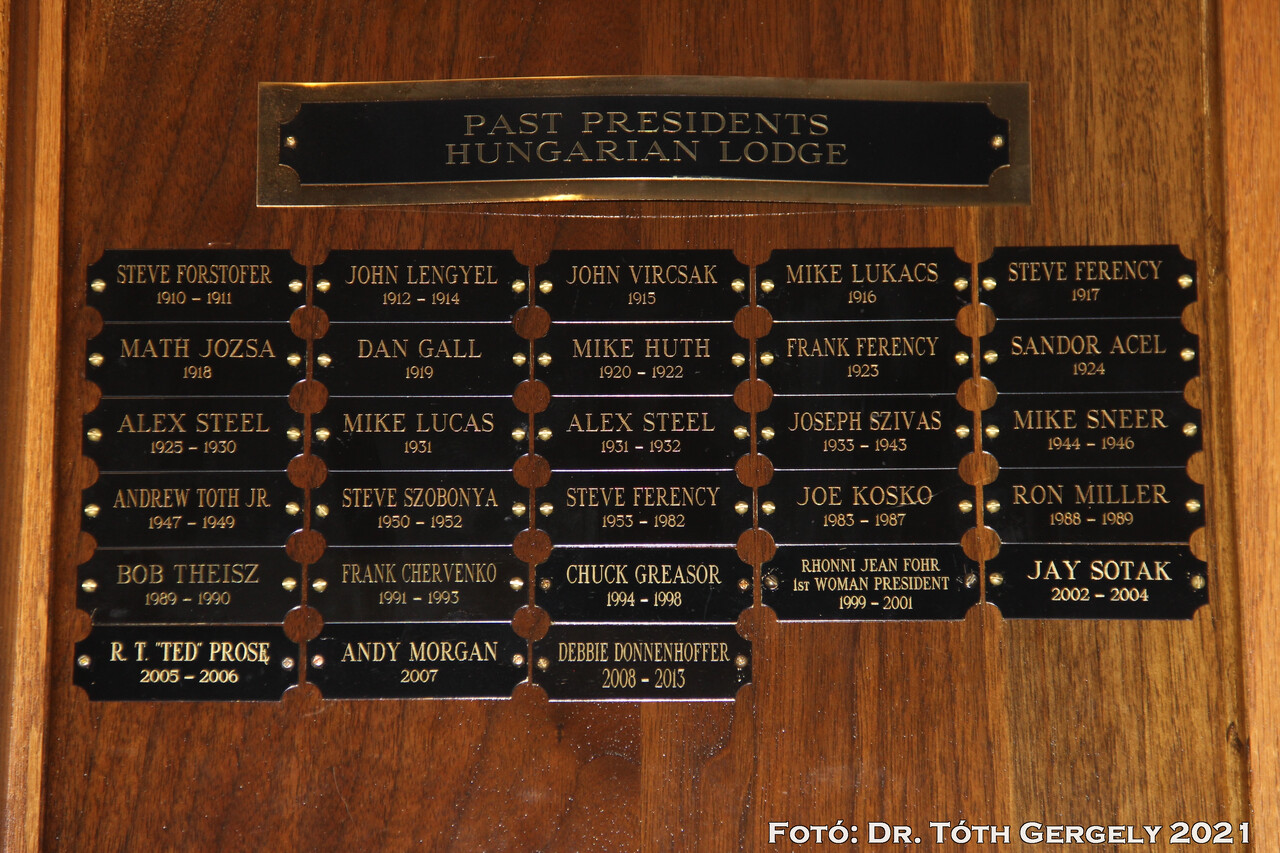 PAST PRESIDENTS
HUNGARIAN LODGE
STEVE FORSTOFER
1910 – 1911
JOHN LENGYEL
1912 – 1914
JOHN VIRCSAK
1915
MIKE LUKACS
1916
STEVE FERENCY
1917
MATH JOZSA
1918
DAN GALL
1919
MIKE HUTH
1920 – 1922
FRANK FERENCY
1923
SANDOR ACEL
1924
ALEX STEEL
1925 – 1930
MIKE LUCAS
1931
ALEX STEEL
1931 – 1932
JOSEPH SZIVAS
1933 – 1943
MIKE SNEER
1944 – 1946
ANDREW TOTH JR.
1947 – 1949
STEVE SZOBONYA
1950 – 1952
STEVE FERENCY
1953 – 1982
JOE KOSKO
1983 – 1987
RON MILLER
1988 – 1989
BOB THEISZ
1989 – 1990
FRANK CHERVENKO
1991 – 1993
CHUCK GREASOR
1994 – 1998
RHONNI JEAN FOHR
1ST WOMAN PRESIDENT
1999 – 2001
JAY SOTAK
2002 – 2004
R. T. "TED" PROSE
2005 – 2006
ANDY MORGAN
2007
DEBBIE DONNENHOFFER
2008 – 2013
FOTÓ: DR. TÓTH GERGELY 2021